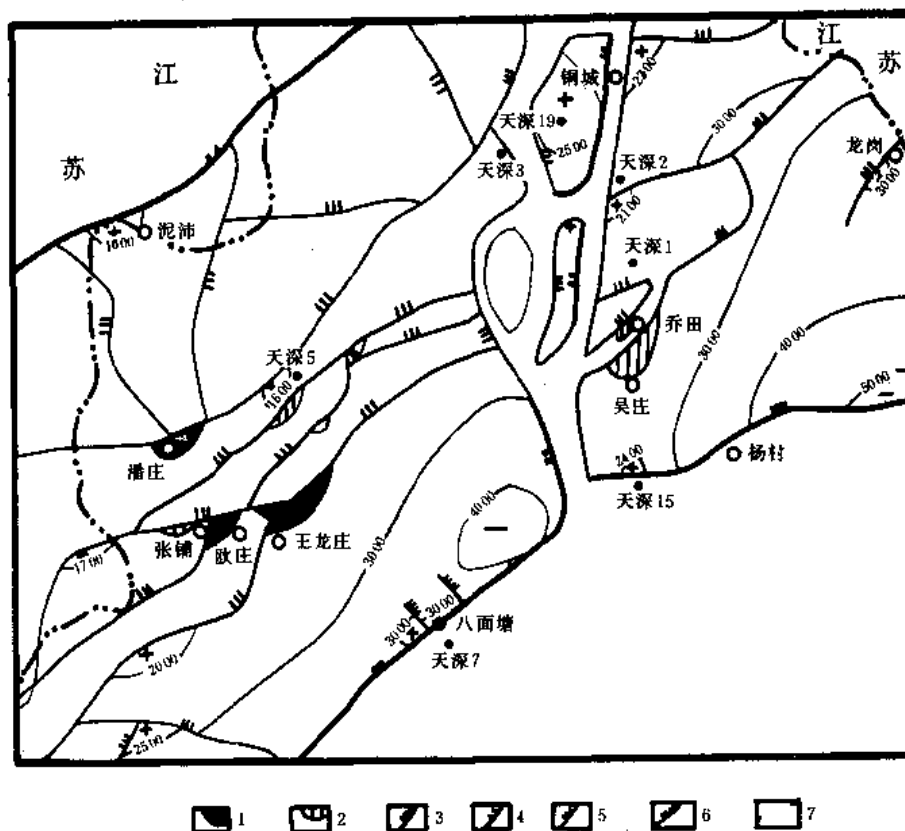 江
江
苏
铜城
2300
天深19
2500
3000
龙岗
3000
苏
天深3
天深2
2100
泥沛
1600
天深1
乔田
4000
3000
天深5
1600
5000
吴庄
潘庄
2400
杨村
天深15
4000
张铺
欧庄
王龙庄
3000
1700
3000
3000
八面塘
天深7
2000
2500
1 2 3 4 5 6 7